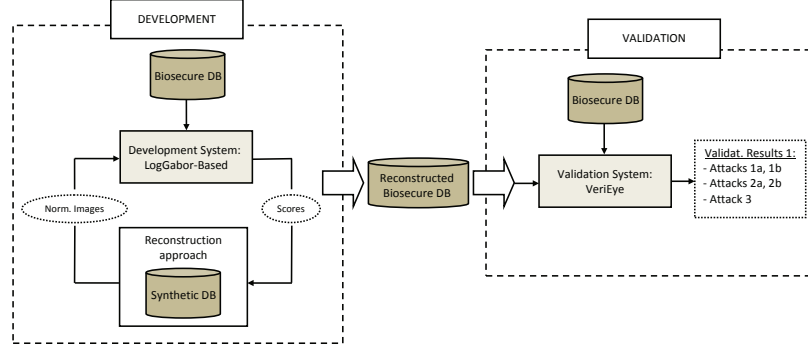 DEVELOPMENT
Biosecure DB
Development System:
LogGabor-Based
Norm. Images
Scores
Reconstruction
approach
Synthetic DB
Reconstructed
Biosecure DB
VALIDATION
Biosecure DB
Validation System:
VeriEye
Validat. Results 1:
- Attacks 1a, 1b
- Attacks 2a, 2b
- Attack 3